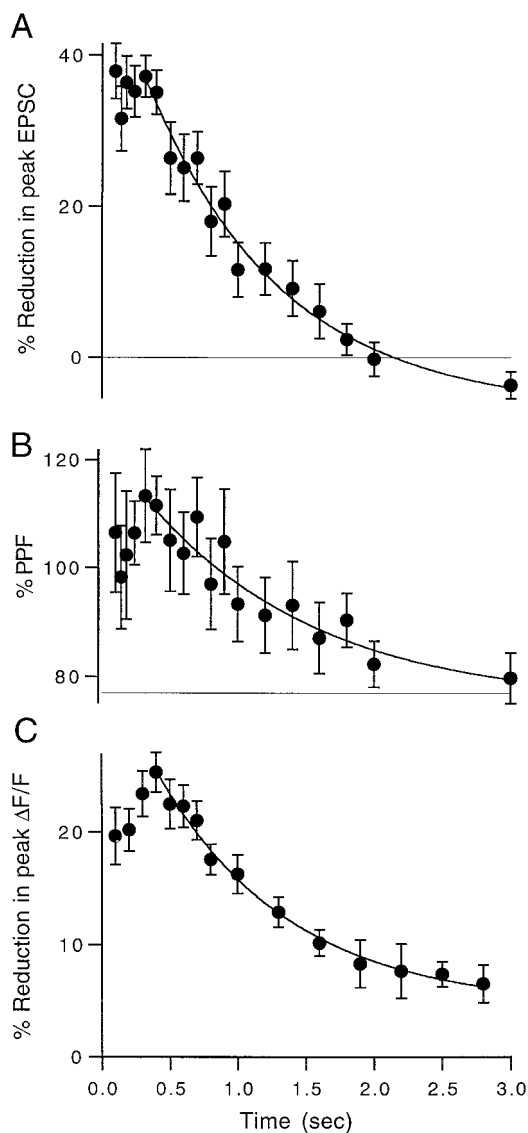 A
% Reduction in peak EPSC
40
20
0
B
% PPF
120
100
80
C
% Reduction in peak ΔF/F
20
10
0
0.0 0.5 1.0 1.5 2.0 2.5 3.0
Time (sec)